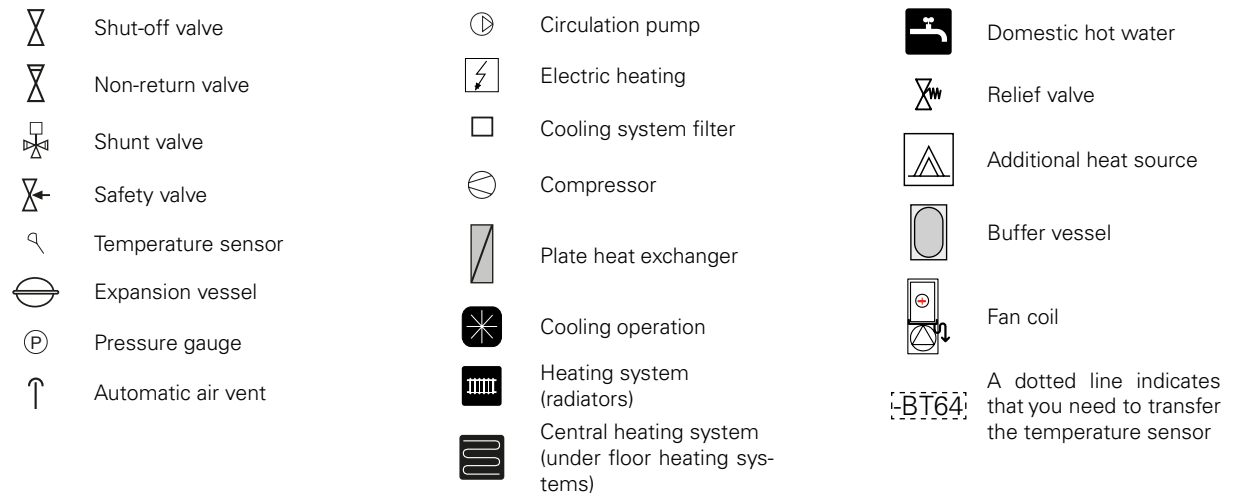 Shut-off valve
Non-return valve
Shunt valve
Safety valve
Temperature sensor
Expansion vessel
P
Pressure gauge
Automatic air vent
Circulation pump
Electric heating
Cooling system filter
Compressor
Plate heat exchanger
Cooling operation
Heating system
(radiators)
Central heating system
(under floor heating sys-
tems)
Domestic hot water
Relief valve
Additional heat source
Buffer vessel
Fan coil
-BT64
A dotted line indicates
that you need to transfer
the temperature sensor